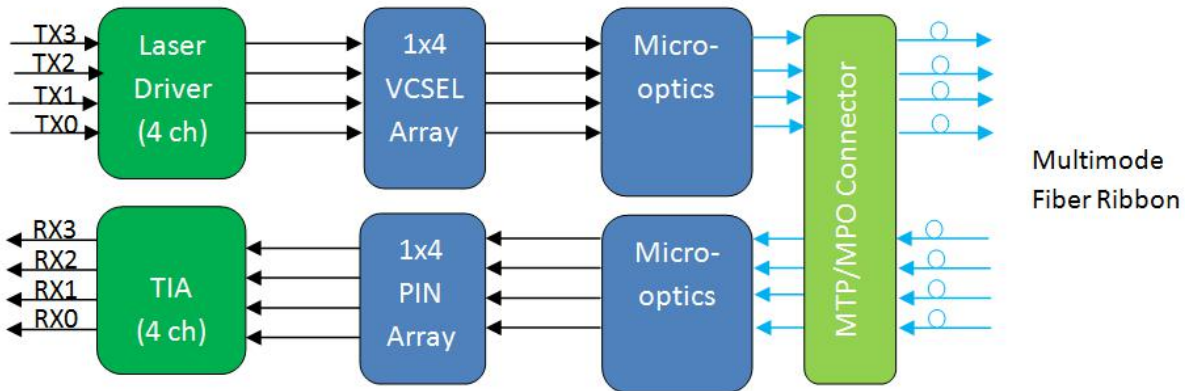 TX3
TX2
TX1
TX0
Laser
Driver
(4 ch)
1x4
VCSEL
Array
Micro-
optics
MTP/MPO Connector
Multimode
Fiber Ribbon
RX3
RX2
RX1
RX0
TIA
(4 ch)
1x4
PIN
Array
Micro-
optics